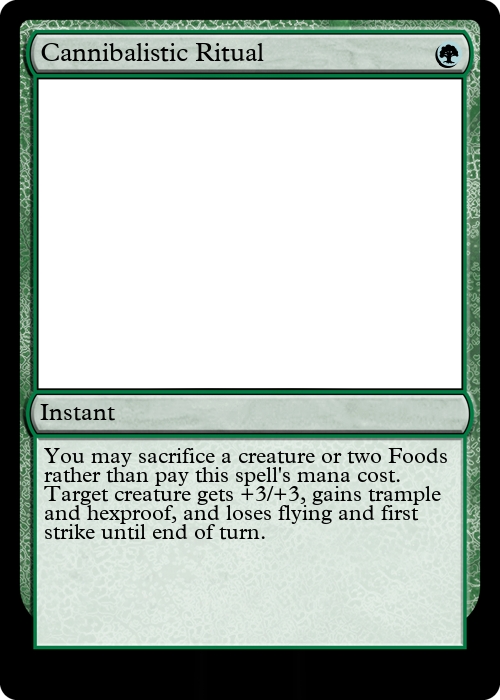 Cannibalistic Ritual
Instant
You may sacrifice a creature or two Foods
rather than pay this spell's mana cost.
Target creature gets +3/+3, gains trample
and hexproof, and loses flying and first
strike until end of turn.